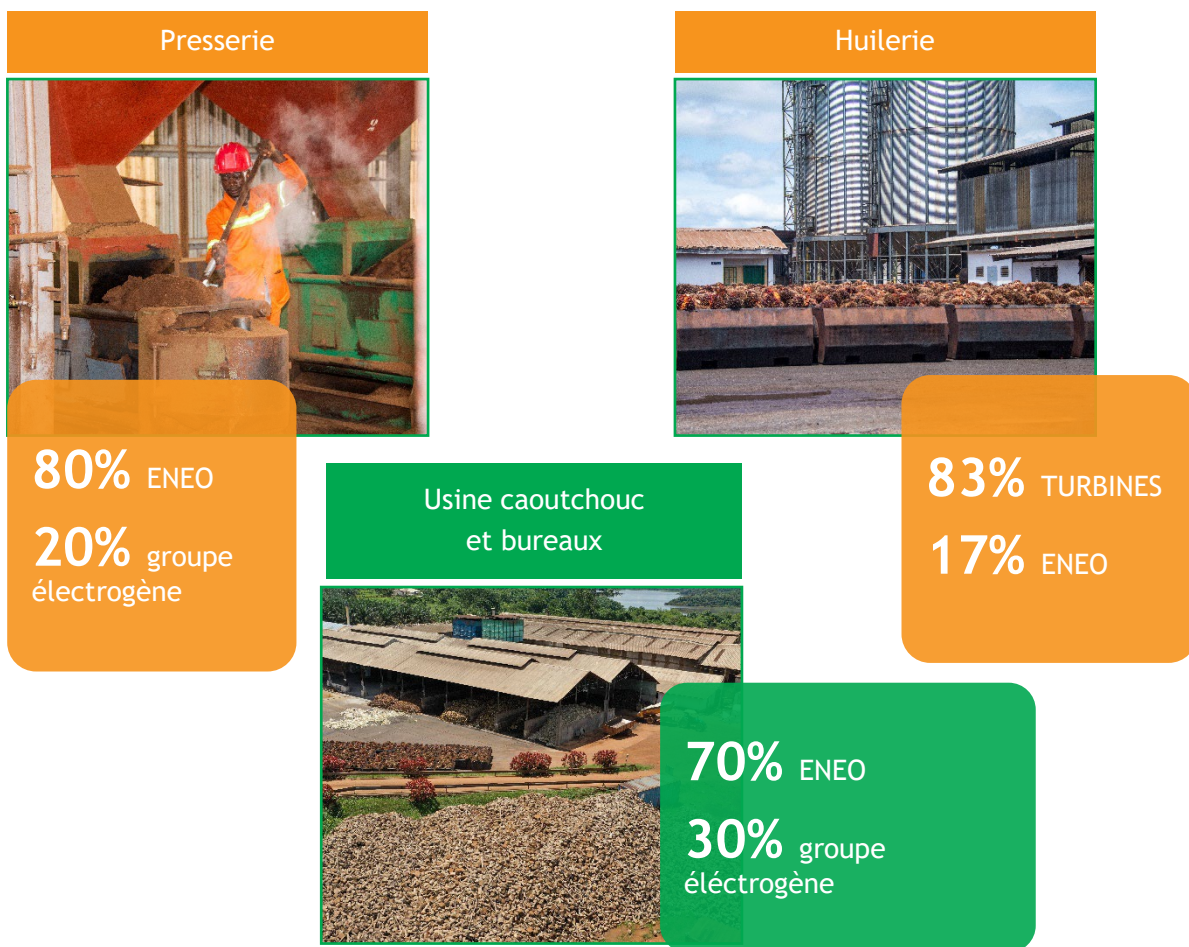 Presserie
Huilerie
80% ENEO
20% groupe
électrogène
83% TURBINES
17% ENEO
Usine caoutchouc
et bureaux
70% ENEO
30% groupe
éléctrogène